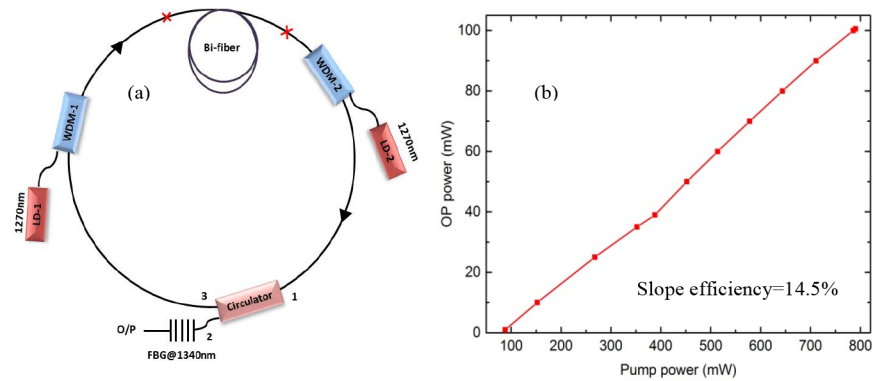 (a)
Bi-fiber
WDM-1
WDM-2
1270nm
LD-1
LD-2
1270nm
Circulator
3
1
2
O/P
FBG@1340nm
(b)
OP power (mW)
100
80
60
40
20
0
Slope efficiency=14.5%
100 200 300 400 500 600 700 800
Pump power (mW)